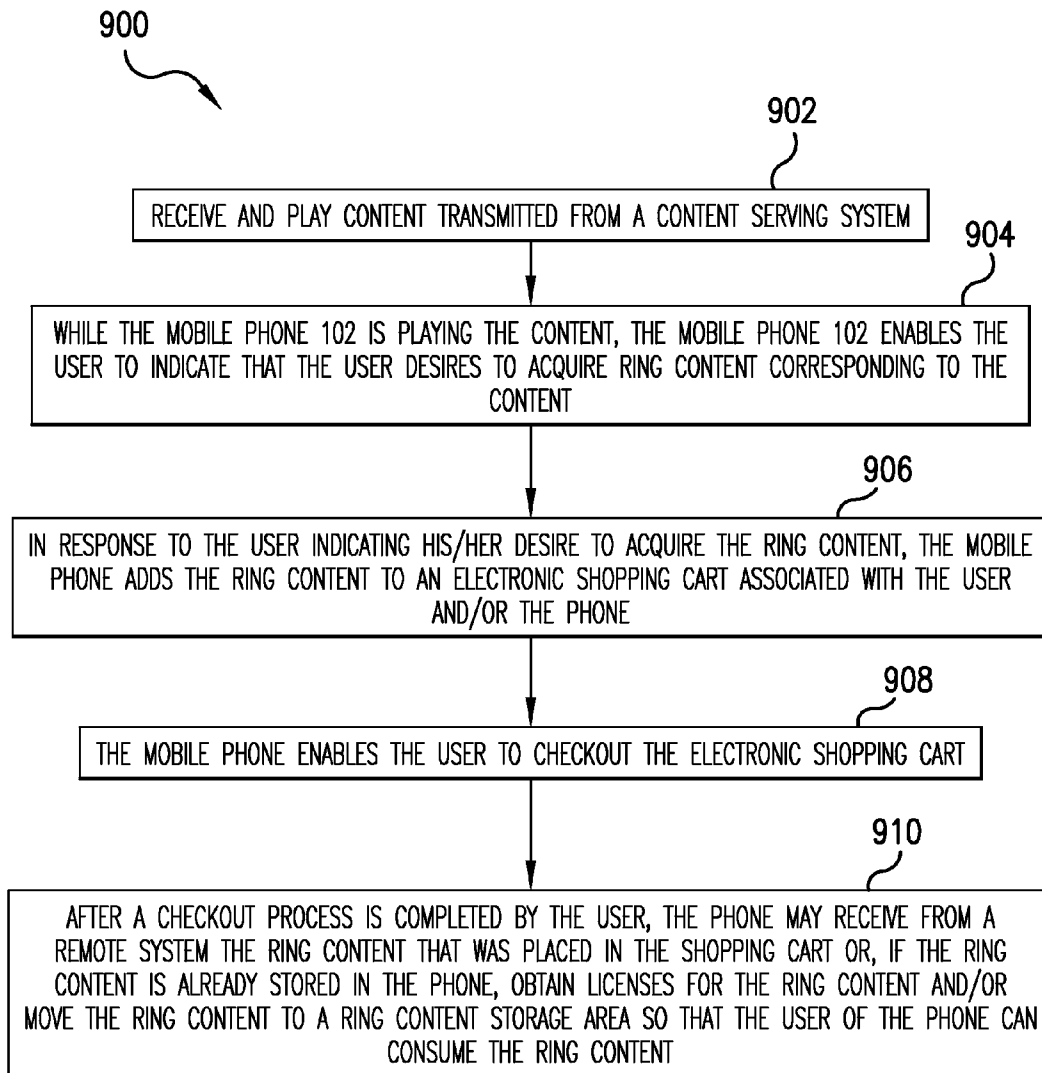 900
902
RECEIVE AND PLAY CONTENT TRANSMITTED FROM A CONTENT SERVING SYSTEM
904
WHILE THE MOBILE PHONE 102 IS PLAYING THE CONTENT, THE MOBILE PHONE 102 ENABLES THE
USER TO INDICATE THAT THE USER DESIRES TO ACQUIRE RING CONTENT CORRESPONDING TO THE
CONTENT
906
IN RESPONSE TO THE USER INDICATING HIS/HER DESIRE TO ACQUIRE THE RING CONTENT, THE MOBILE
PHONE ADDS THE RING CONTENT TO AN ELECTRONIC SHOPPING CART ASSOCIATED WITH THE USER
AND/OR THE PHONE
908
THE MOBILE PHONE ENABLES THE USER TO CHECKOUT THE ELECTRONIC SHOPPING CART
910
AFTER A CHECKOUT PROCESS IS COMPLETED BY THE USER, THE PHONE MAY RECEIVE FROM A
REMOTE SYSTEM THE RING CONTENT THAT WAS PLACED IN THE SHOPPING CART OR, IF THE RING
CONTENT IS ALREADY STORED IN THE PHONE, OBTAIN LICENSES FOR THE RING CONTENT AND/OR
MOVE THE RING CONTENT TO A RING CONTENT STORAGE AREA SO THAT THE USER OF THE PHONE CAN
CONSUME THE RING CONTENT